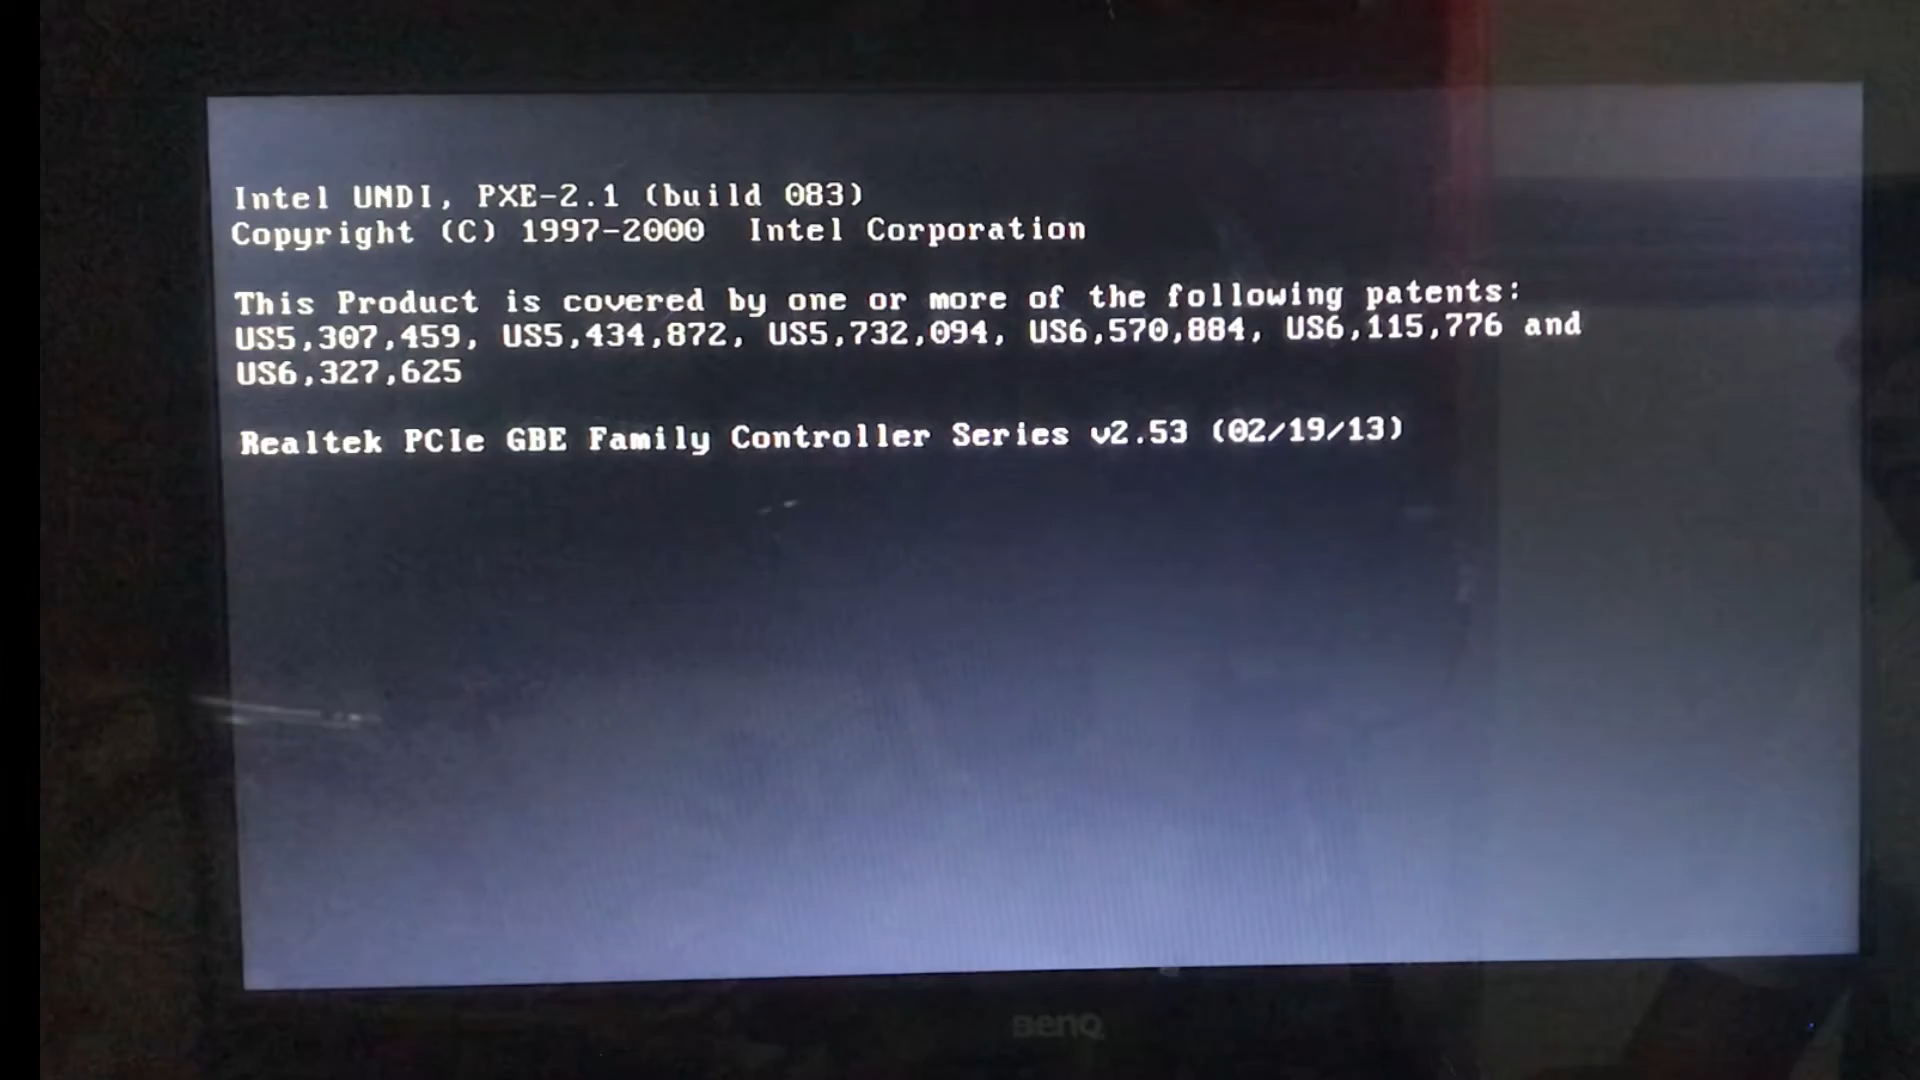 Intel UNDI, PXE-2.1 (build 083)
Copyright (C) 1997-2000  Intel Corporation
This Product is covered by one or more of the following patents:
US5,307,459, US5,434,872, US5,732,094, US6,570,884, US6,115,776 and
US6,327,625
Realtek PCIe GBE Family Controller Series v2.53 (02/19/13)
BenQ